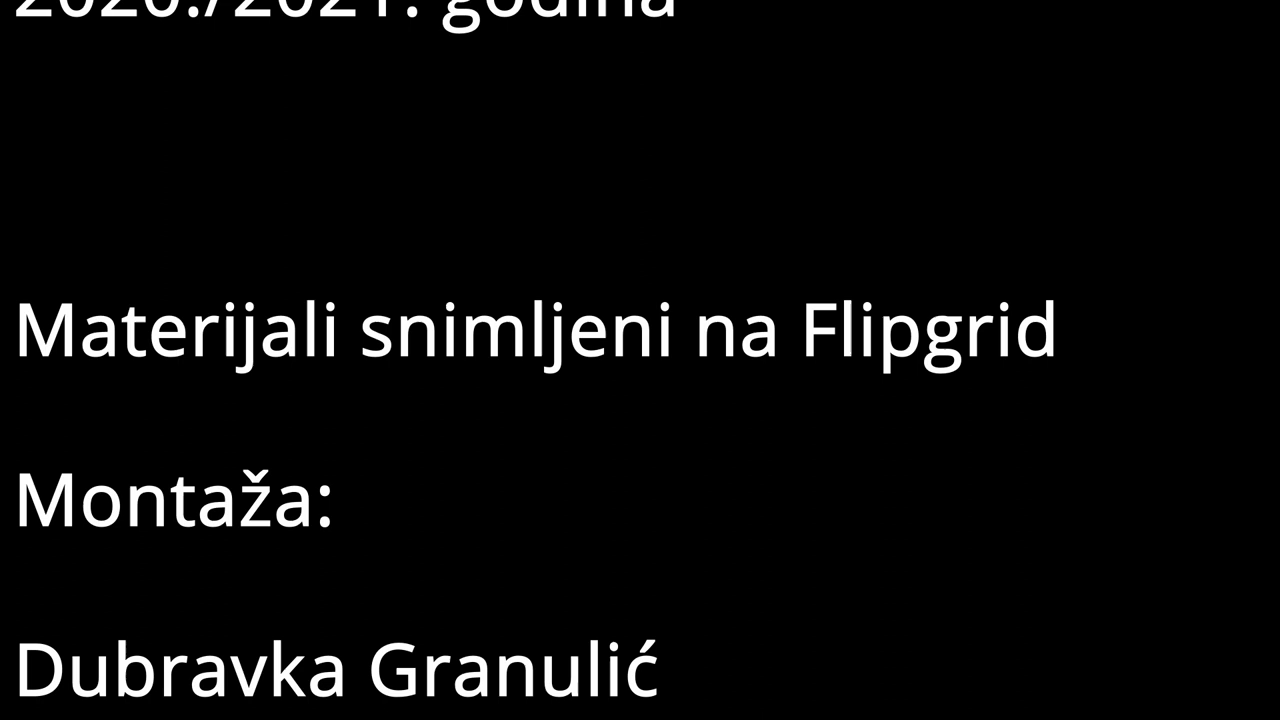 2020./2021. godina
Materijali snimljeni na Flipgrid
Montaža:
Dubravka Granulić